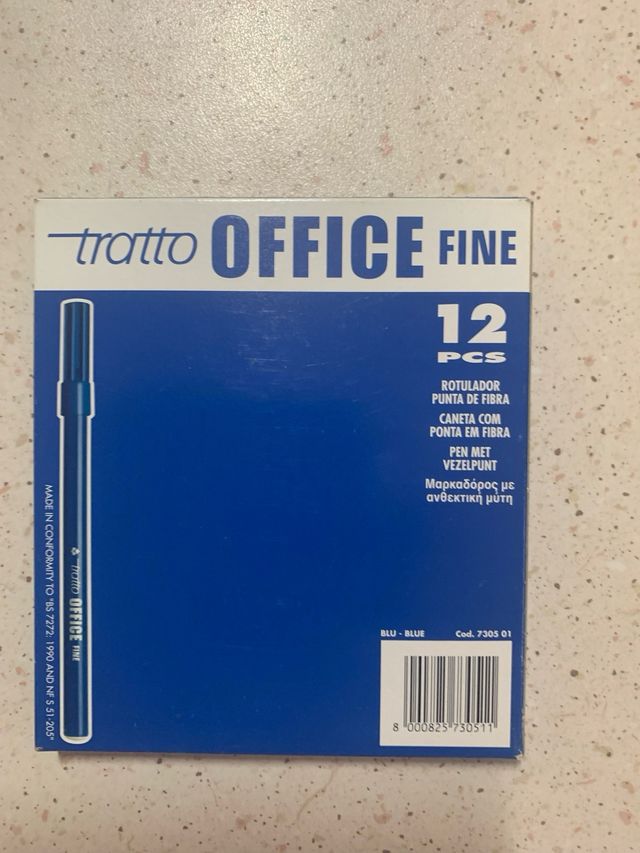 tratto OFFICE FINE
12
PCS
ROTULADOR
PUNTA DE FIBRA
CANETA COM
PONTA EM FIBRA
PEN MET
VEZELPUNT
Μαρκαδόρος με
ανθεκτική μύτη
MADE IN CONFORMITY TO "BS 7272: 1990 AND NF S 51-205"
tratto OFFICE FINE
BLU - BLUE Cod. 7305 01
8 000825 730511